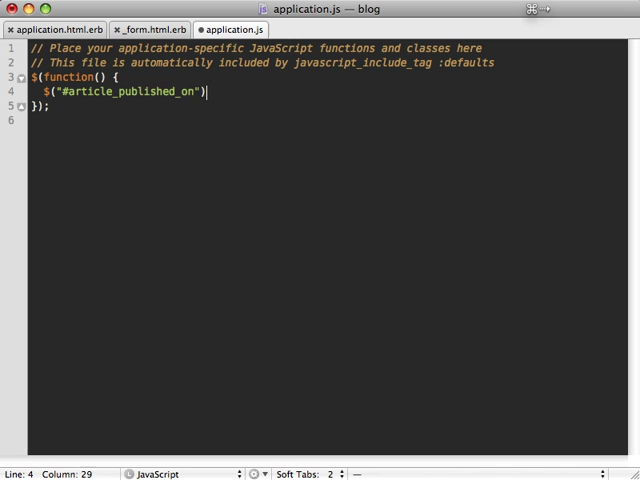 application.js — blog
⌘→
application.html.erb _form.html.erb application.js
1 // Place your application-specific JavaScript functions and classes here
2 // This file is automatically included by javascript_include_tag :defaults
3 $(function() {
4 $("#article_published_on")
5 });
6
Line: 4 Column: 29 L JavaScript Soft Tabs: 2 —